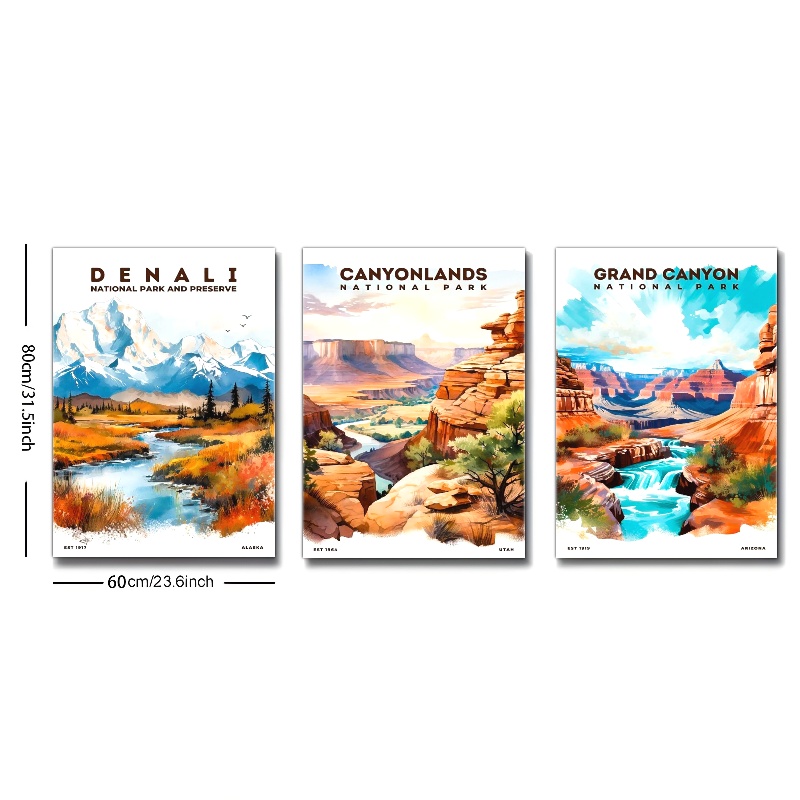 DENALI
NATIONAL PARK AND PRESERVE
EST 1917
ALASKA
CANYONLANDS
NATIONAL PARK
EST 1964
UTAH
GRAND CANYON
NATIONAL PARK
EST 1919
ARIZONA
80cm/31.5inch
60cm/23.6inch